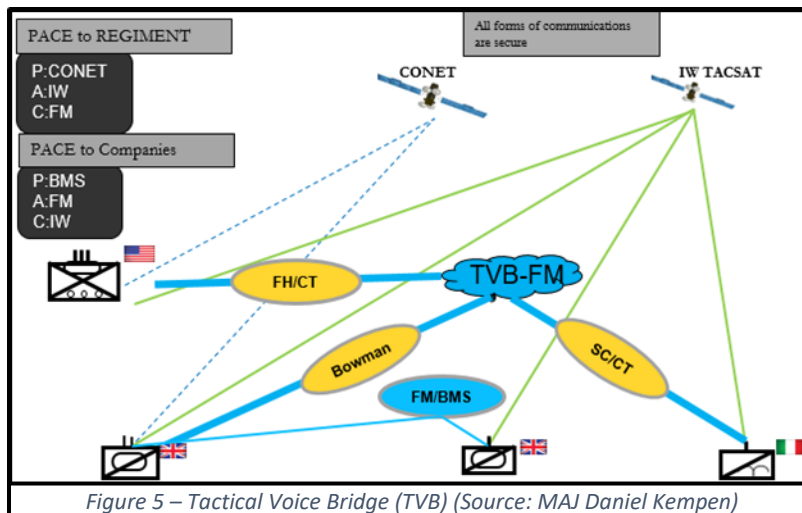 PACE to REGIMENT
P:CONET
A:IW
C:FM
PACE to Companies
P:BMS
A:FM
C:IW
All forms of communications
are secure
CONET
IW TACSAT
FH/CT
TVB-FM
Bowman
SC/CT
FM/BMS
Figure 5 – Tactical Voice Bridge (TVB) (Source: MAJ Daniel Kempen)